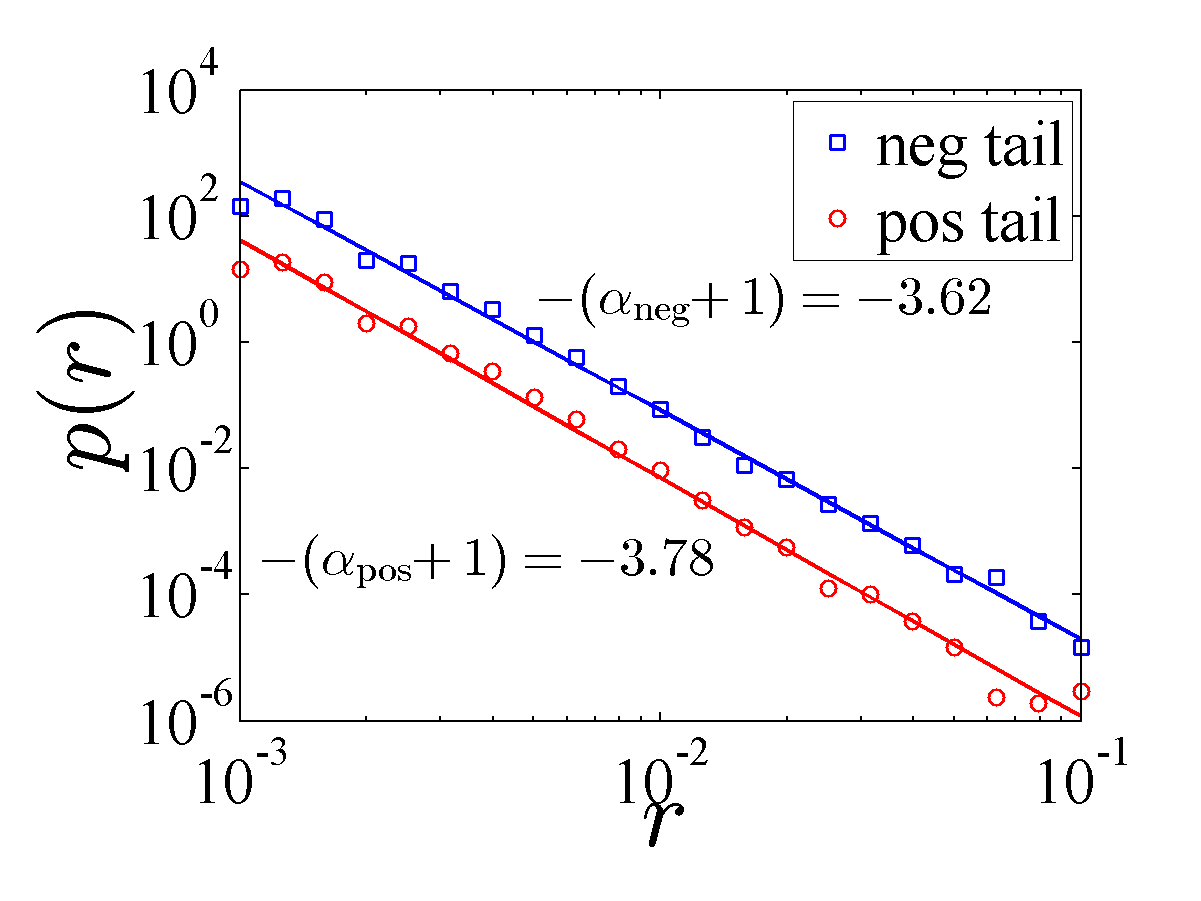 10^4
10^2
10^0
10^-2
10^-4
10^-6
p(r)
neg tail
pos tail
−(α_neg+1) = −3.62
−(α_pos+1) = −3.78
10^-3
10^-2
10^-1
r